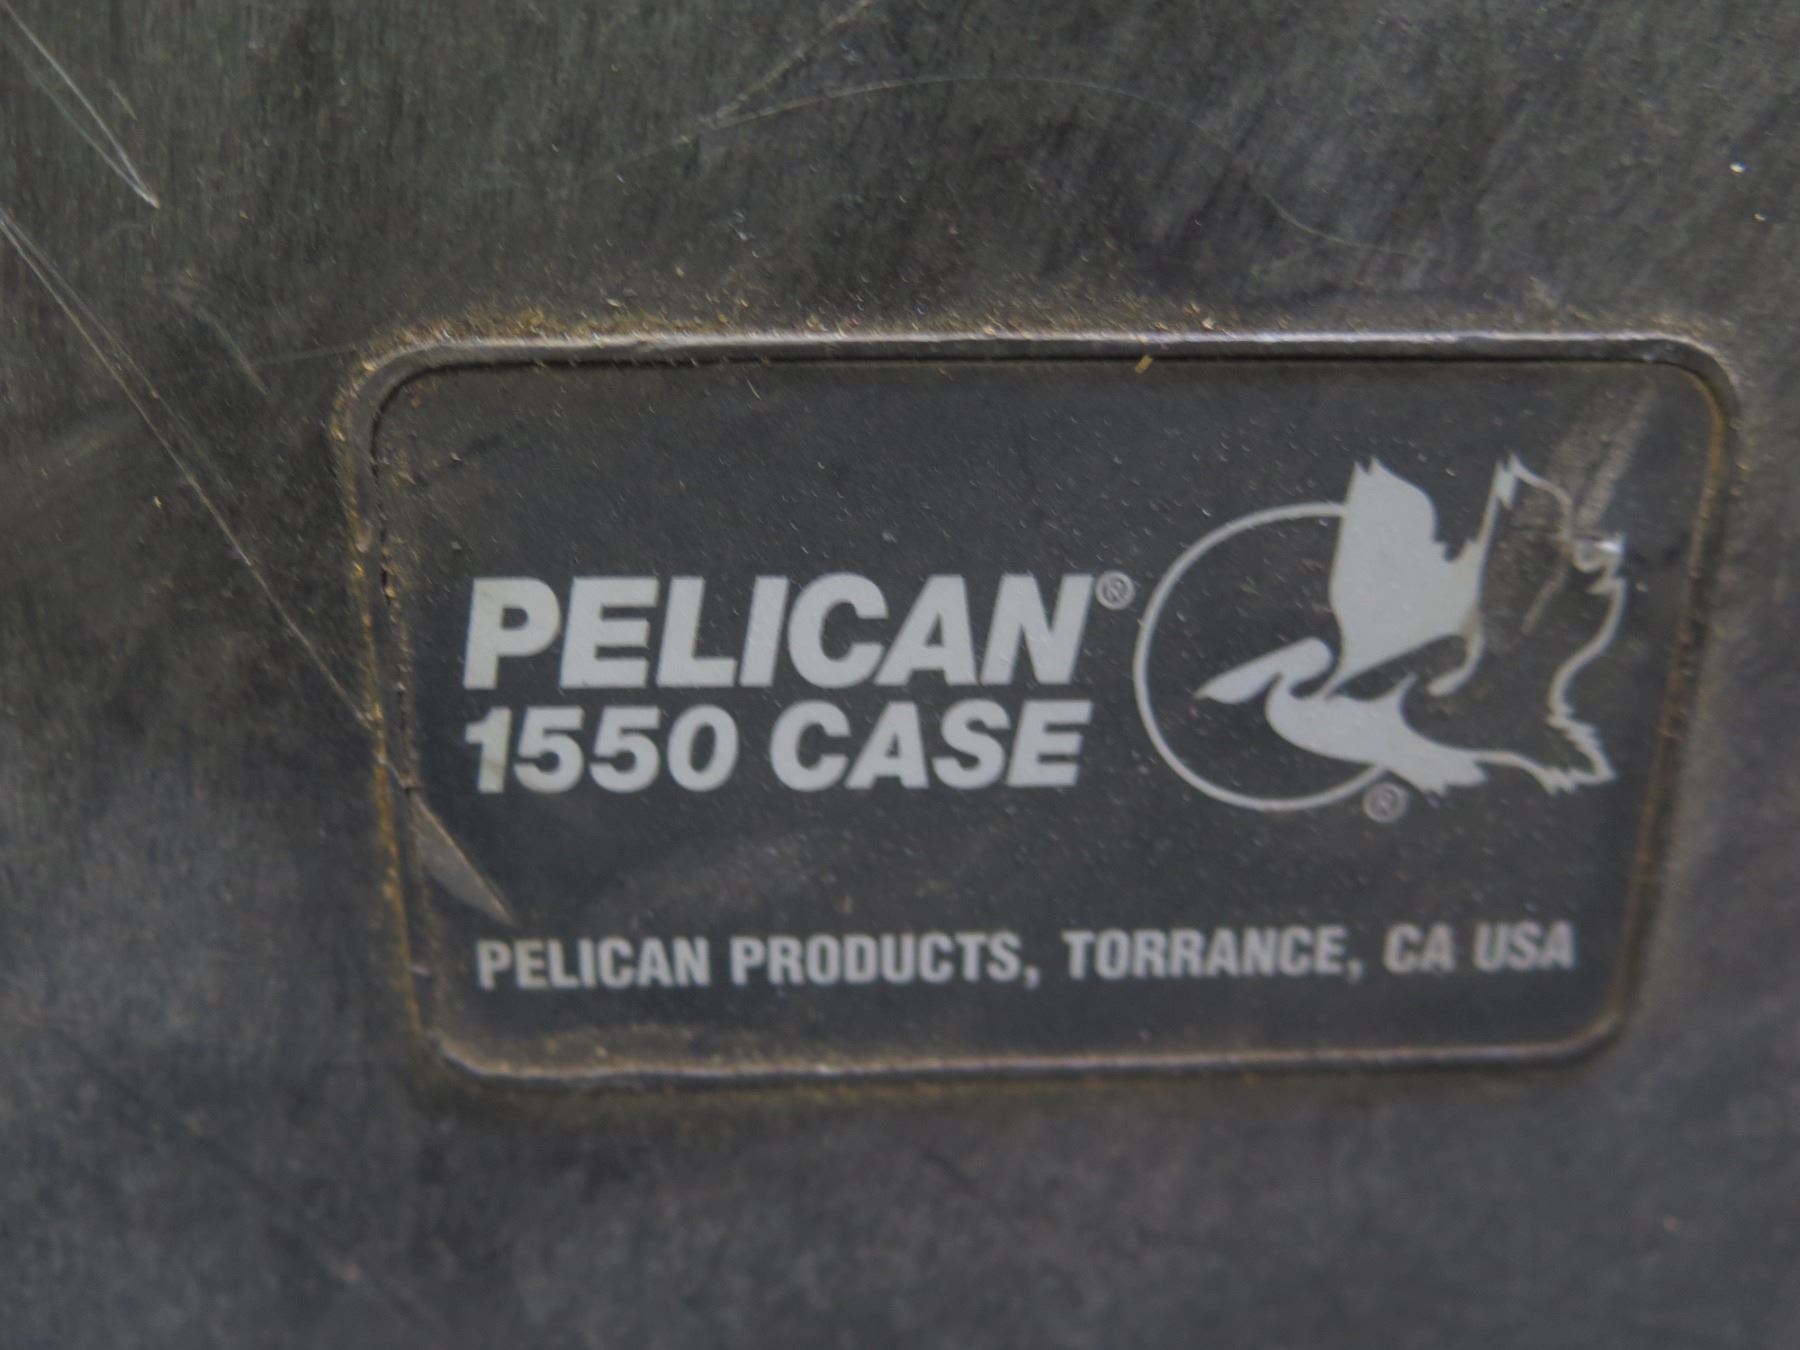 PELICAN®
1550 CASE
®
PELICAN PRODUCTS, TORRANCE, CA USA